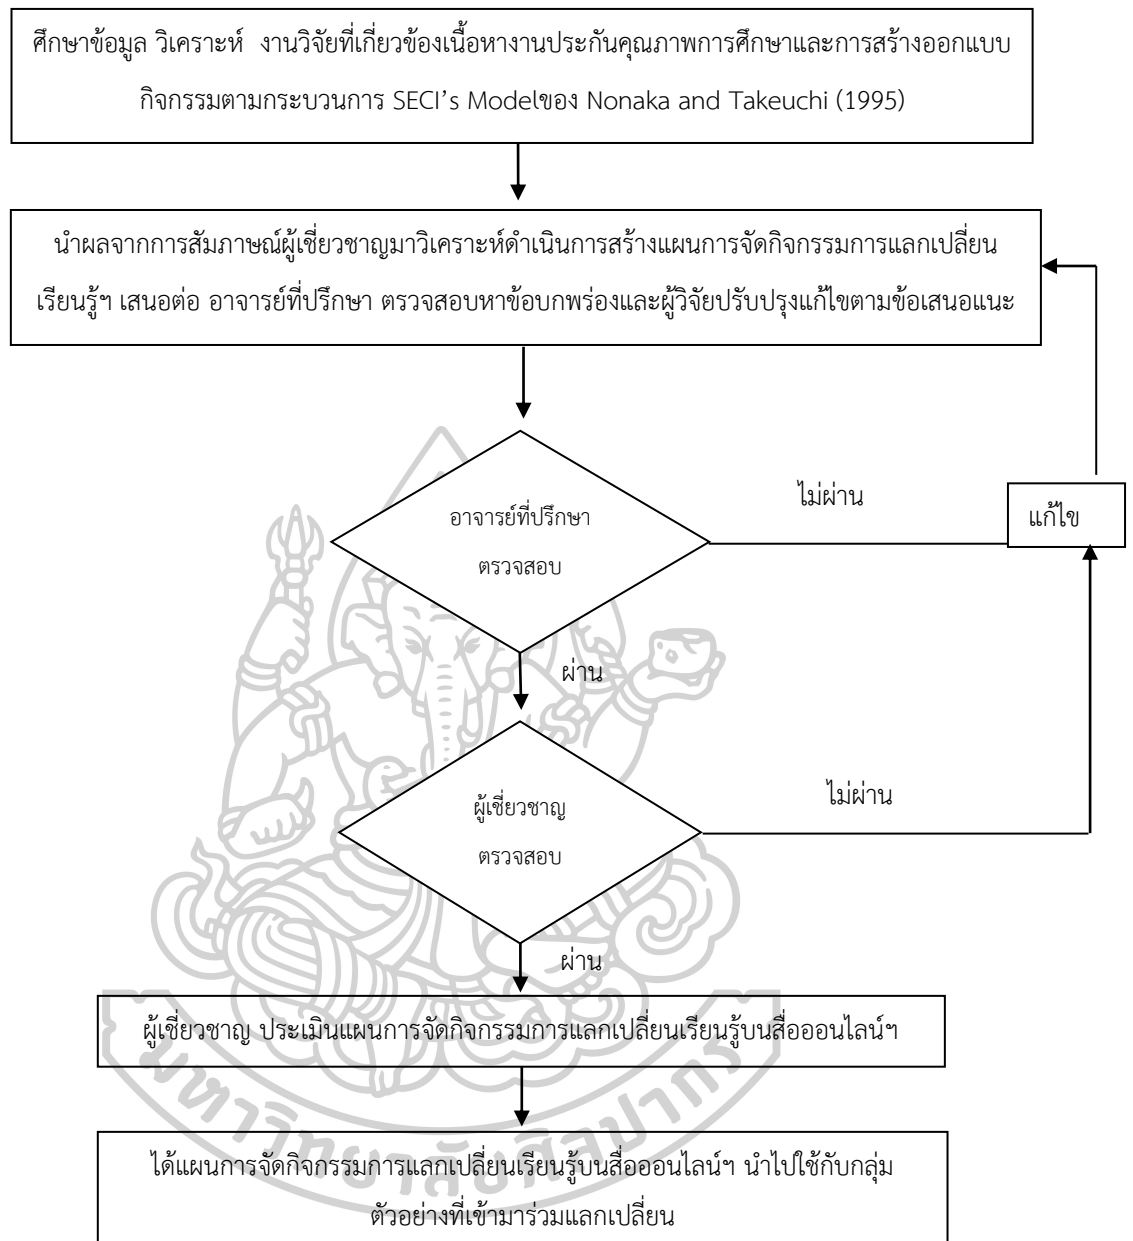 ศึกษาข้อมูล วิเคราะห์ งานวิจัยที่เกี่ยวข้องเนื้อหางานประกันคุณภาพการศึกษาและการสร้างออกแบบ
กิจกรรมตามกระบวนการ SECI’s Modelของ Nonaka and Takeuchi (1995)
นำผลจากการสัมภาษณ์ผู้เชี่ยวชาญมาวิเคราะห์ดำเนินการสร้างแผนการจัดกิจกรรมการแลกเปลี่ยน
เรียนรู้ฯ เสนอต่อ อาจารย์ที่ปรึกษา ตรวจสอบหาข้อบกพร่องและผู้วิจัยปรับปรุงแก้ไขตามข้อเสนอแนะ
ไม่ผ่าน
แก้ไข
อาจารย์ที่ปรึกษา
ตรวจสอบ
ผ่าน
ไม่ผ่าน
ผู้เชี่ยวชาญ
ตรวจสอบ
ผ่าน
ผู้เชี่ยวชาญ ประเมินแผนการจัดกิจกรรมการแลกเปลี่ยนเรียนรู้บนสื่อออนไลน์ฯ
ได้แผนการจัดกิจกรรมการแลกเปลี่ยนเรียนรู้บนสื่อออนไลน์ฯ นำไปใช้กับกลุ่ม
ตัวอย่างที่เข้ามาร่วมแลกเปลี่ยน
มหาวิทยาลัยศิลปากร